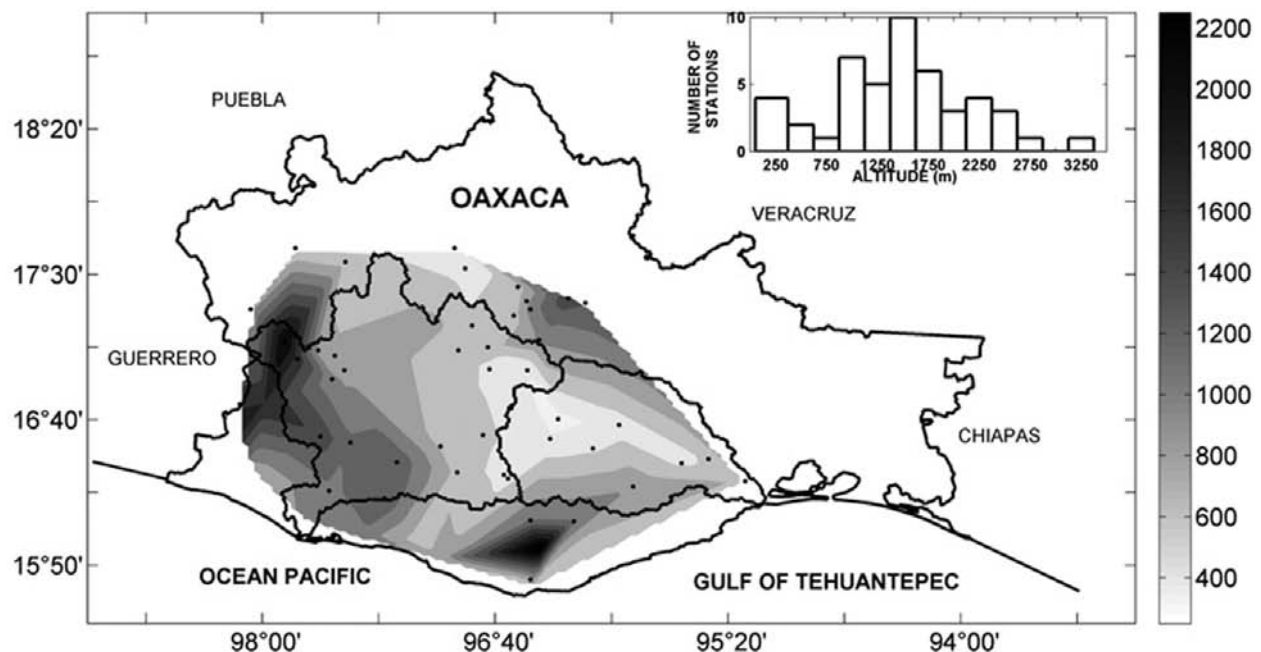 10
5
0
NUMBER OF
STATIONS
250 750 1250 1750 2250 2750 3250
ALTITUDE (m)
2200
2000
1800
1600
1400
1200
1000
800
600
400
PUEBLA
OAXACA
VERACRUZ
GUERRERO
CHIAPAS
OCEAN PACIFIC
GULF OF TEHUANTEPEC
18°20'
17°30'
16°40'
15°50'
98°00' 96°40' 95°20' 94°00'